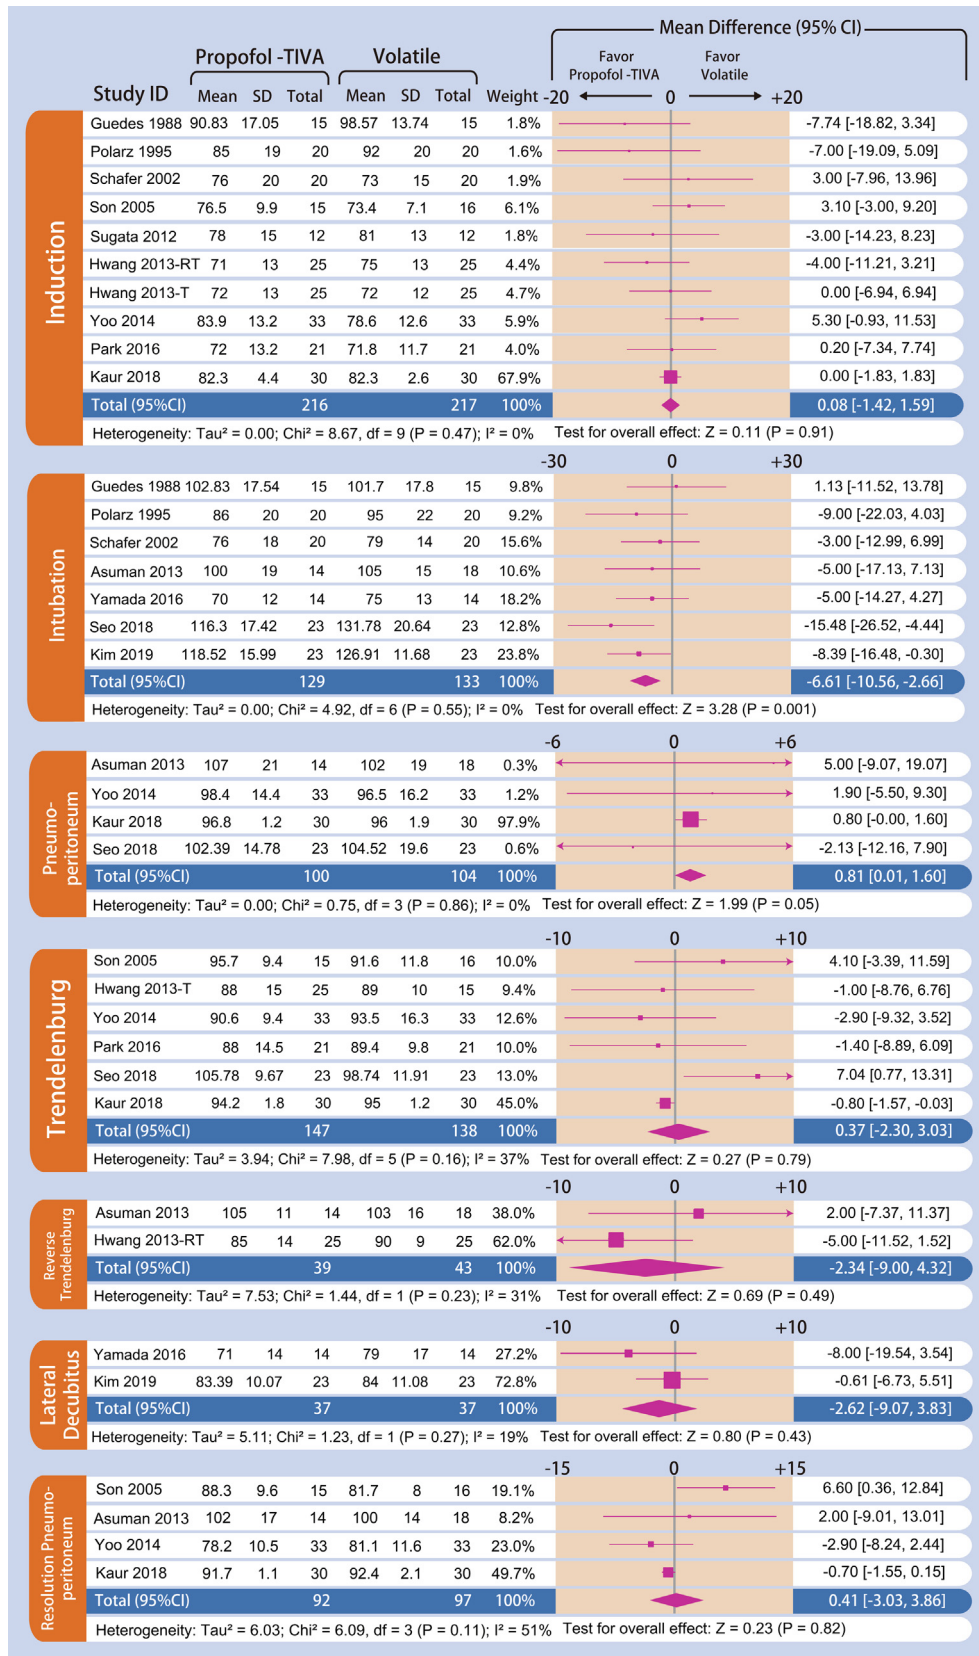 Mean Difference (95% CI)
Propofol -TIVA Volatile Favor Propofol -TIVA Favor Volatile
Study ID Mean SD Total Mean SD Total Weight -20 0 +20
Induction
Guedes 1988 90.83 17.05 15 98.57 13.74 15 1.8% -7.74 [-18.82, 3.34]
Polarz 1995 85 19 20 92 20 20 1.6% -7.00 [-19.09, 5.09]
Schafer 2002 76 20 20 73 15 20 1.9% 3.00 [-7.96, 13.96]
Son 2005 76.5 9.9 15 73.4 7.1 16 6.1% 3.10 [-3.00, 9.20]
Sugata 2012 78 15 12 81 13 12 1.8% -3.00 [-14.23, 8.23]
Hwang 2013-RT 71 13 25 75 13 25 4.4% -4.00 [-11.21, 3.21]
Hwang 2013-T 72 13 25 72 12 25 4.7% 0.00 [-6.94, 6.94]
Yoo 2014 83.9 13.2 33 78.6 12.6 33 5.9% 5.30 [-0.93, 11.53]
Park 2016 72 13.2 21 71.8 11.7 21 4.0% 0.20 [-7.34, 7.74]
Kaur 2018 82.3 4.4 30 82.3 2.6 30 67.9% 0.00 [-1.83, 1.83]
Total (95%CI) 216 217 100% 0.08 [-1.42, 1.59]
Heterogeneity: Tau² = 0.00; Chi² = 8.67, df = 9 (P = 0.47); I² = 0% Test for overall effect: Z = 0.11 (P = 0.91)
-30 0 +30
Intubation
Guedes 1988 102.83 17.54 15 101.7 17.8 15 9.8% 1.13 [-11.52, 13.78]
Polarz 1995 86 20 20 95 22 20 9.2% -9.00 [-22.03, 4.03]
Schafer 2002 76 18 20 79 14 20 15.6% -3.00 [-12.99, 6.99]
Asuman 2013 100 19 14 105 15 18 10.6% -5.00 [-17.13, 7.13]
Yamada 2016 70 12 14 75 13 14 18.2% -5.00 [-14.27, 4.27]
Seo 2018 116.3 17.42 23 131.78 20.64 23 12.8% -15.48 [-26.52, -4.44]
Kim 2019 118.52 15.99 23 126.91 11.68 23 23.8% -8.39 [-16.48, -0.30]
Total (95%CI) 129 133 100% -6.61 [-10.56, -2.66]
Heterogeneity: Tau² = 0.00; Chi² = 4.92, df = 6 (P = 0.55); I² = 0% Test for overall effect: Z = 3.28 (P = 0.001)
-6 0 +6
Pneumo-
peritoneum
Asuman 2013 107 21 14 102 19 18 0.3% 5.00 [-9.07, 19.07]
Yoo 2014 98.4 14.4 33 96.5 16.2 33 1.2% 1.90 [-5.50, 9.30]
Kaur 2018 96.8 1.2 30 96 1.9 30 97.9% 0.80 [-0.00, 1.60]
Seo 2018 102.39 14.78 23 104.52 19.6 23 0.6% -2.13 [-12.16, 7.90]
Total (95%CI) 100 104 100% 0.81 [0.01, 1.60]
Heterogeneity: Tau² = 0.00; Chi² = 0.75, df = 3 (P = 0.86); I² = 0% Test for overall effect: Z = 1.99 (P = 0.05)
-10 0 +10
Trendelenburg
Son 2005 95.7 9.4 15 91.6 11.8 16 10.0% 4.10 [-3.39, 11.59]
Hwang 2013-T 88 15 25 89 10 15 9.4% -1.00 [-8.76, 6.76]
Yoo 2014 90.6 9.4 33 93.5 16.3 33 12.6% -2.90 [-9.32, 3.52]
Park 2016 88 14.5 21 89.4 9.8 21 10.0% -1.40 [-8.89, 6.09]
Seo 2018 105.78 9.67 23 98.74 11.91 23 13.0% 7.04 [0.77, 13.31]
Kaur 2018 94.2 1.8 30 95 1.2 30 45.0% -0.80 [-1.57, -0.03]
Total (95%CI) 147 138 100% 0.37 [-2.30, 3.03]
Heterogeneity: Tau² = 3.94; Chi² = 7.98, df = 5 (P = 0.16); I² = 37% Test for overall effect: Z = 0.27 (P = 0.79)
-10 0 +10
Reverse
Trendelenburg
Asuman 2013 105 11 14 103 16 18 38.0% 2.00 [-7.37, 11.37]
Hwang 2013-RT 85 14 25 90 9 25 62.0% -5.00 [-11.52, 1.52]
Total (95%CI) 39 43 100% -2.34 [-9.00, 4.32]
Heterogeneity: Tau² = 7.53; Chi² = 1.44, df = 1 (P = 0.23); I² = 31% Test for overall effect: Z = 0.69 (P = 0.49)
-10 0 +10
Lateral
Decubitus
Yamada 2016 71 14 14 79 17 14 27.2% -8.00 [-19.54, 3.54]
Kim 2019 83.39 10.07 23 84 11.08 23 72.8% -0.61 [-6.73, 5.51]
Total (95%CI) 37 37 100% -2.62 [-9.07, 3.83]
Heterogeneity: Tau² = 5.11; Chi² = 1.23, df = 1 (P = 0.27); I² = 19% Test for overall effect: Z = 0.80 (P = 0.43)
-15 0 +15
Resolution Pneumo-
peritoneum
Son 2005 88.3 9.6 15 81.7 8 16 19.1% 6.60 [0.36, 12.84]
Asuman 2013 102 17 14 100 14 18 8.2% 2.00 [-9.01, 13.01]
Yoo 2014 78.2 10.5 33 81.1 11.6 33 23.0% -2.90 [-8.24, 2.44]
Kaur 2018 91.7 1.1 30 92.4 2.1 30 49.7% -0.70 [-1.55, 0.15]
Total (95%CI) 92 97 100% 0.41 [-3.03, 3.86]
Heterogeneity: Tau² = 6.03; Chi² = 6.09, df = 3 (P = 0.11); I² = 51% Test for overall effect: Z = 0.23 (P = 0.82)